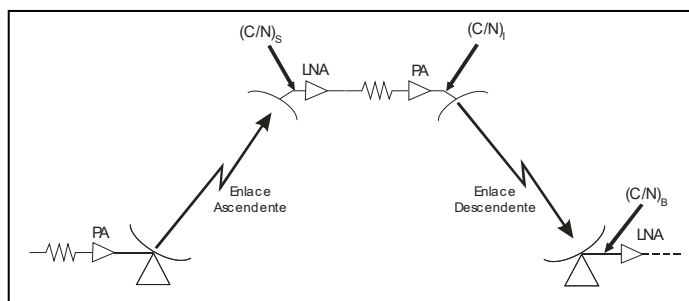 (C/N)S
(C/N)I
LNA
PA
Enlace
Ascendente
Enlace
Descendente
(C/N)B
PA
LNA